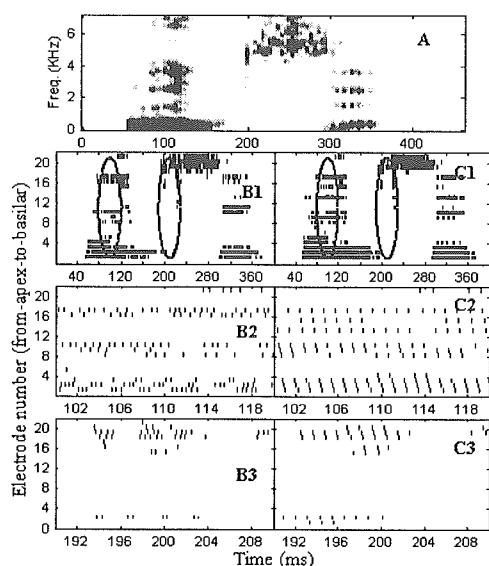 A
Freq. (KHz)
6
4
2
0
0 100 200 300 400
Electrode number (from-apex-to-basilar)
20
16
12
8
4
B1
C1
40 120 200 280 360
40 120 200 280 360
20
16
12
8
4
0
B2
C2
102 106 110 114 118
102 106 110 114 118
20
16
12
8
4
0
B3
C3
192 196 200 204 208
192 196 200 204 208
Time (ms)